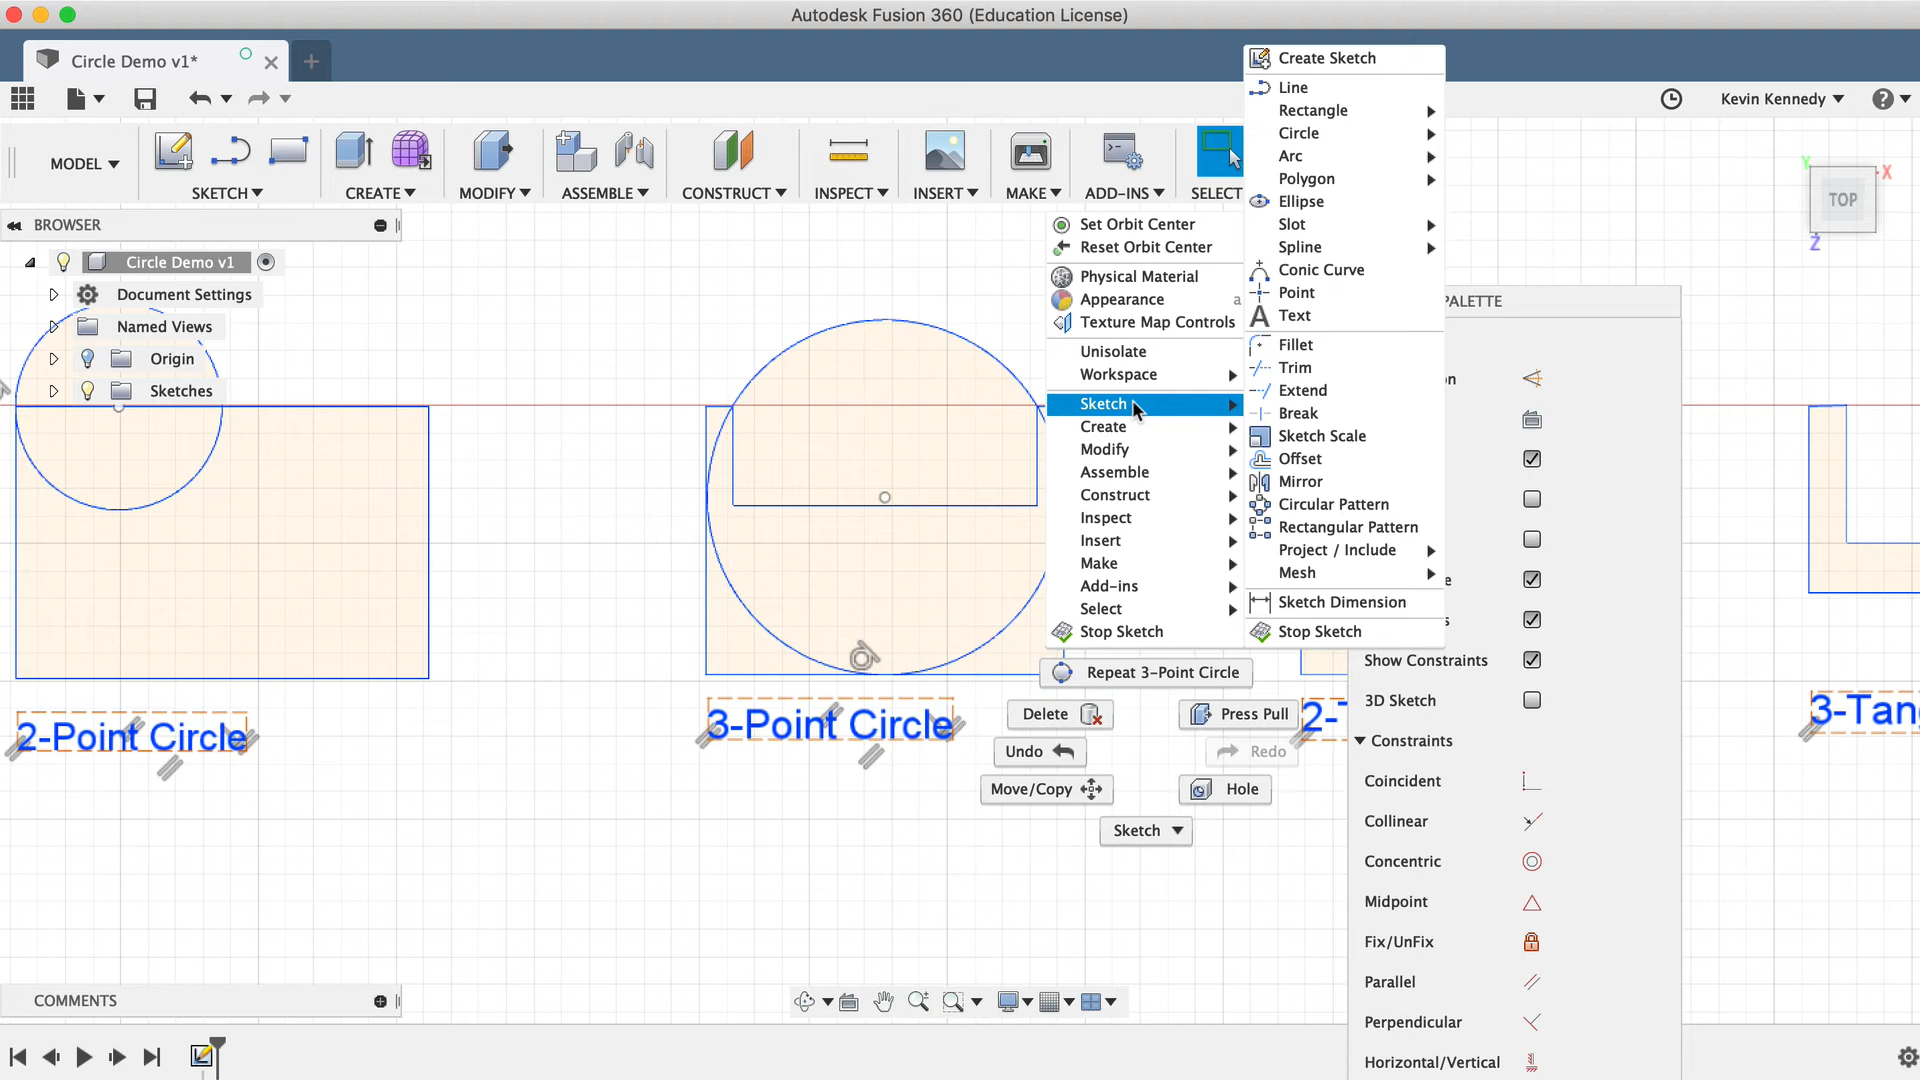 Autodesk Fusion 360 (Education License)
Circle Demo v1*
Kevin Kennedy
MODEL
SKETCH
CREATE
MODIFY
ASSEMBLE
CONSTRUCT
INSPECT
INSERT
MAKE
ADD-INS
SELECT
BROWSER
Circle Demo v1
Document Settings
Named Views
Origin
Sketches
Set Orbit Center
Reset Orbit Center
Physical Material
Appearance a
Texture Map Controls
Unisolate
Workspace
Sketch
Create
Modify
Assemble
Construct
Inspect
Insert
Make
Add-ins
Select
Stop Sketch
Create Sketch
Line
Rectangle
Circle
Arc
Polygon
Ellipse
Slot
Spline
Conic Curve
Point
Text
Fillet
Trim
Extend
Break
Sketch Scale
Offset
Mirror
Circular Pattern
Rectangular Pattern
Project / Include
Mesh
Sketch Dimension
Stop Sketch
Repeat 3-Point Circle
Delete
Press Pull
Undo
Redo
Move/Copy
Hole
Sketch
TOP
X
Y
Z
PALETTE
Show Constraints
3D Sketch
Constraints
Coincident
Collinear
Concentric
Midpoint
Fix/UnFix
Parallel
Perpendicular
Horizontal/Vertical
2-Point Circle
3-Point Circle
2-T
3-Tang
COMMENTS